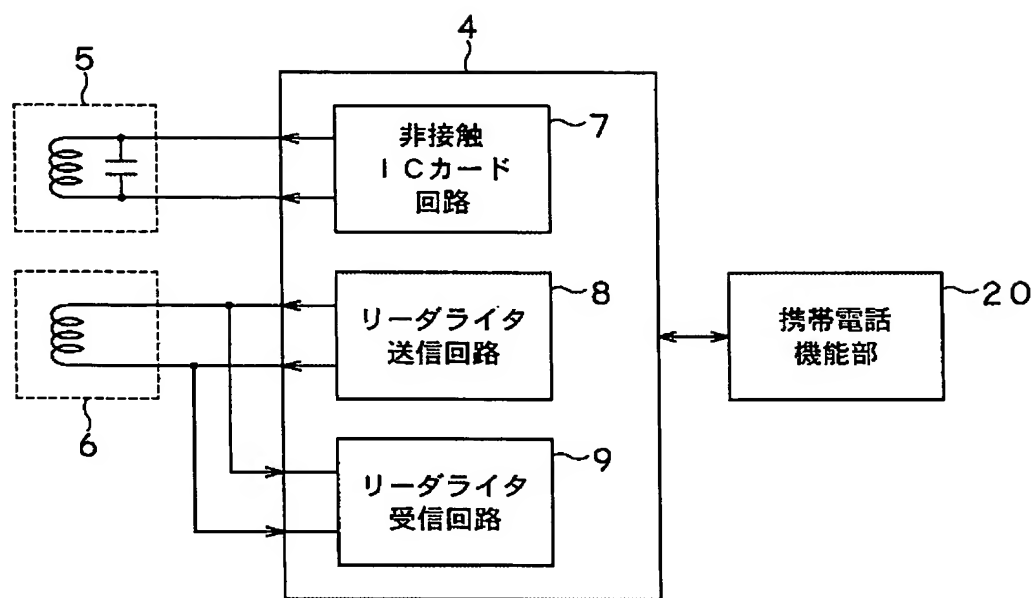 4
5
非接触
ICカード
回路
7
リーダライタ
送信回路
8
携帯電話
機能部
20
6
リーダライタ
受信回路
9